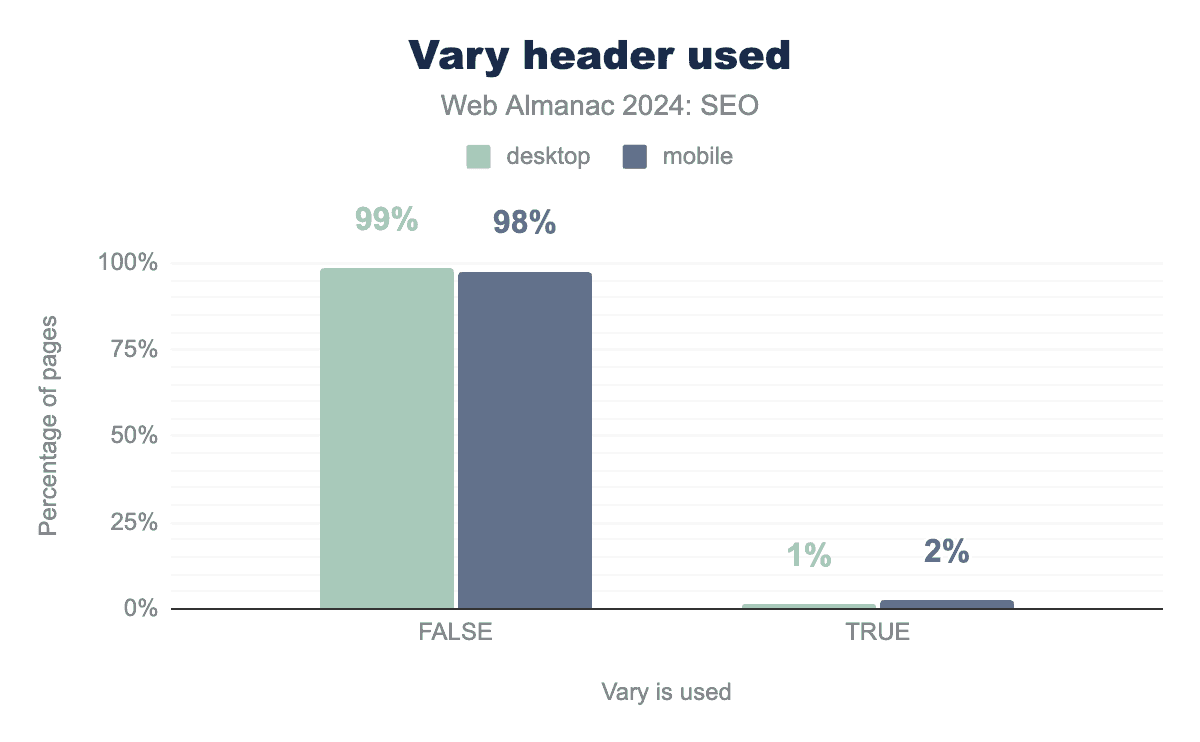 Vary header used
Web Almanac 2024: SEO
desktop mobile
99% 98%
100%
75%
50%
25%
0%
Percentage of pages
1% 2%
FALSE TRUE
Vary is used